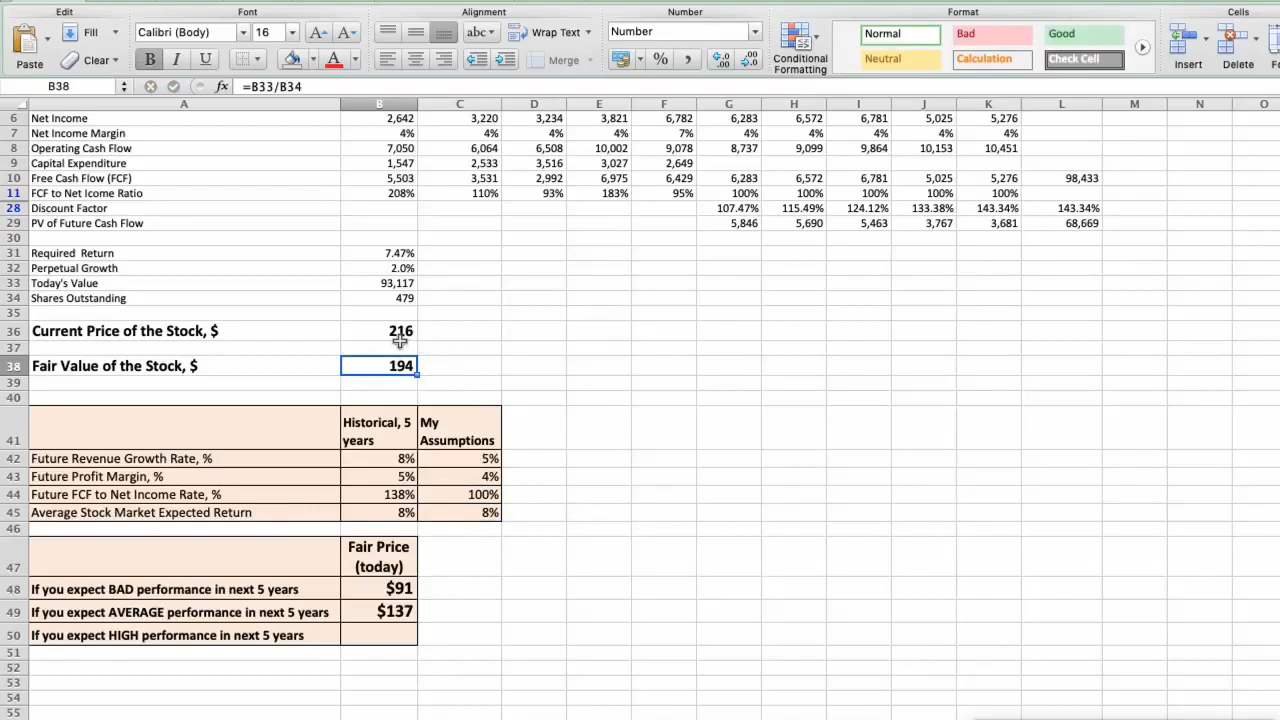 Edit Font Alignment Number Format Cells
Fill Calibri (Body) 16 A A abc Wrap Text Number Normal Bad Good
Paste Clear B I U A Merge % , .0 .00 Conditional Formatting Neutral Calculation Check Cell Insert Delete
B38 fx =B33/B34
A B C D E F G H I J K L M N O
6 Net Income 2,642 3,220 3,234 3,821 6,782 6,283 6,572 6,781 5,025 5,276
7 Net Income Margin 4% 4% 4% 4% 7% 4% 4% 4% 4% 4%
8 Operating Cash Flow 7,050 6,064 6,508 10,002 9,078 8,737 9,099 9,864 10,153 10,451
9 Capital Expenditure 1,547 2,533 3,516 3,027 2,649
10 Free Cash Flow (FCF) 5,503 3,531 2,992 6,975 6,429 6,283 6,572 6,781 5,025 5,276 98,433
11 FCF to Net Icome Ratio 208% 110% 93% 183% 95% 100% 100% 100% 100% 100%
28 Discount Factor 107.47% 115.49% 124.12% 133.38% 143.34% 143.34%
29 PV of Future Cash Flow 5,846 5,690 5,463 3,767 3,681 68,669
30
31 Required Return 7.47%
32 Perpetual Growth 2.0%
33 Today's Value 93,117
34 Shares Outstanding 479
35
36 Current Price of the Stock, $ 216
37
38 Fair Value of the Stock, $ 194
39
40
41 Historical, 5 years My Assumptions
42 Future Revenue Growth Rate, % 8% 5%
43 Future Profit Margin, % 5% 4%
44 Future FCF to Net Income Rate, % 138% 100%
45 Average Stock Market Expected Return 8% 8%
46
47 Fair Price (today)
48 If you expect BAD performance in next 5 years $91
49 If you expect AVERAGE performance in next 5 years $137
50 If you expect HIGH performance in next 5 years
51
52
53
54
55